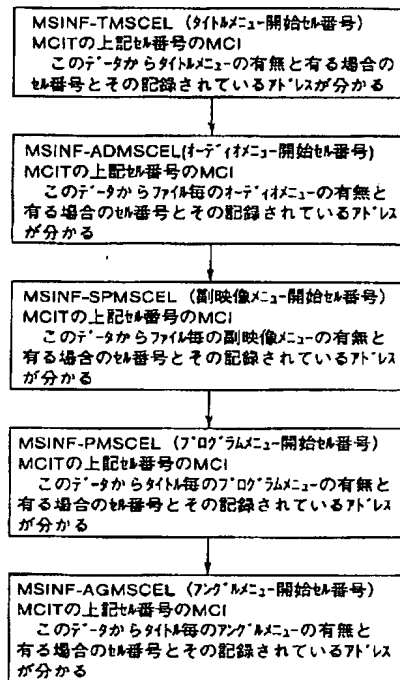 MSINF-TMSCEL (ﾀｲﾄﾙﾒﾆｭｰ開始ｾﾙ番号)
MCITの上記ｾﾙ番号のMCI
このﾃﾞｰﾀからﾀｲﾄﾙﾒﾆｭｰの有無と有る場合の
ｾﾙ番号とその記録されているｱﾄﾞﾚｽが分かる
MSINF-ADMSCEL(ｵｰﾃﾞｨｵﾒﾆｭｰ開始ｾﾙ番号)
MCITの上記ｾﾙ番号のMCI
このﾃﾞｰﾀからﾌｧｲﾙ毎のｵｰﾃﾞｨｵﾒﾆｭｰの有無と
有る場合のｾﾙ番号とその記録されているｱﾄﾞﾚｽ
が分かる
MSINF-SPMSCEL (副映像ﾒﾆｭｰ開始ｾﾙ番号)
MCITの上記ｾﾙ番号のMCI
このﾃﾞｰﾀからﾌｧｲﾙ毎の副映像ﾒﾆｭｰの有無と
有る場合のｾﾙ番号とその記録されているｱﾄﾞﾚｽ
が分かる
MSINF-PMSCEL (ﾌﾟﾛｸﾞﾗﾑﾒﾆｭｰ開始ｾﾙ番号)
MCITの上記ｾﾙ番号のMCI
このﾃﾞｰﾀからﾀｲﾄﾙ毎のﾌﾟﾛｸﾞﾗﾑﾒﾆｭｰの有無と
有る場合のｾﾙ番号とその記録されているｱﾄﾞﾚｽ
が分かる
MSINF-AGMSCEL (ｱﾝｸﾞﾙﾒﾆｭｰ開始ｾﾙ番号)
MCITの上記ｾﾙ番号のMCI
このﾃﾞｰﾀからﾀｲﾄﾙ毎のｱﾝｸﾞﾙﾒﾆｭｰの有無と
有る場合のｾﾙ番号とその記録されているｱﾄﾞﾚｽ
が分かる